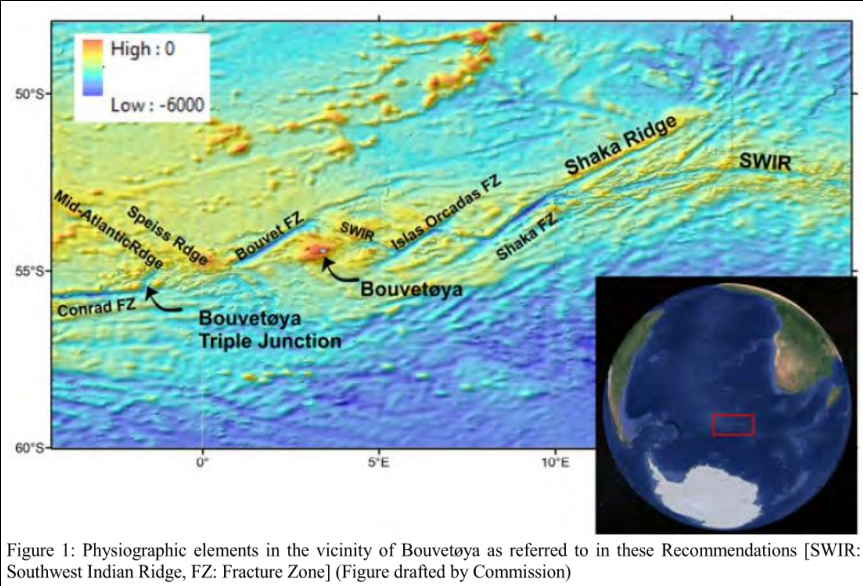 High : 0
Low : -6000
50°S
55°S
60°S
0°
5°E
10°E
Shaka Ridge
SWIR
Mid-AtlanticRdge
Speiss Rdge
Bouvet FZ
SWIR
Islas Orcadas FZ
Shaka FZ
Bouvetøya
Conrad FZ
Bouvetøya
Triple Junction
Figure 1: Physiographic elements in the vicinity of Bouvetøya as referred to in these Recommendations [SWIR:
Southwest Indian Ridge, FZ: Fracture Zone] (Figure drafted by Commission)